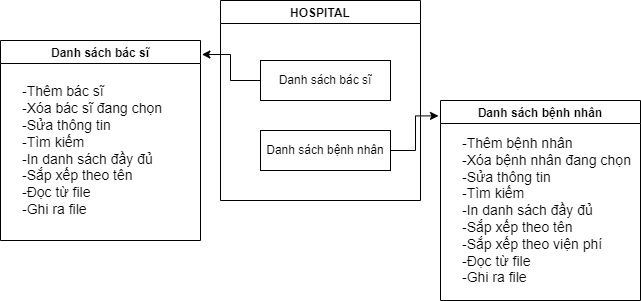 HOSPITAL
Danh sách bác sĩ
Danh sách bệnh nhân
Danh sách bác sĩ
-Thêm bác sĩ
-Xóa bác sĩ đang chọn
-Sửa thông tin
-Tìm kiếm
-In danh sách đầy đủ
-Sắp xếp theo tên
-Đọc từ file
-Ghi ra file
Danh sách bệnh nhân
-Thêm bệnh nhân
-Xóa bệnh nhân đang chọn
-Sửa thông tin
-Tìm kiếm
-In danh sách đầy đủ
-Sắp xếp theo tên
-Sắp xếp theo viện phí
-Đọc từ file
-Ghi ra file